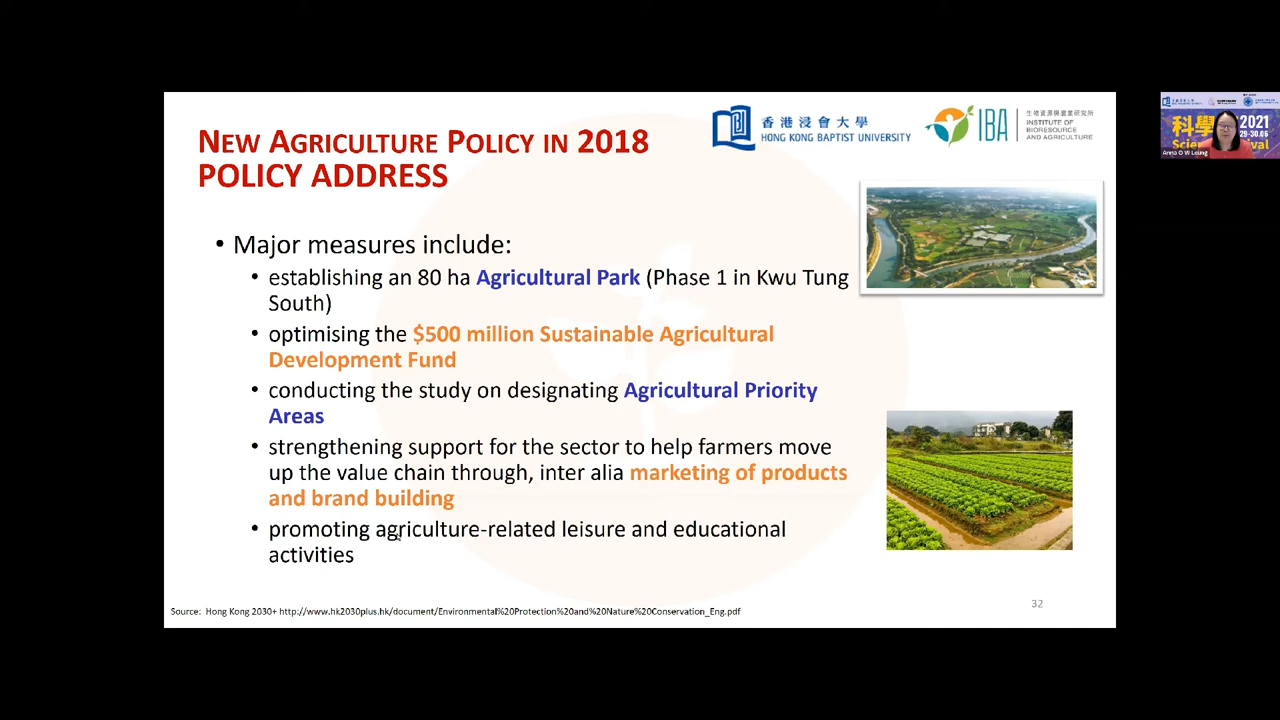 NEW AGRICULTURE POLICY IN 2018
POLICY ADDRESS
香港浸會大學
HONG KONG BAPTIST UNIVERSITY
IBA
生物資源與農業研究所
INSTITUTE OF
BIORESOURCE
AND AGRICULTURE
• Major measures include:
• establishing an 80 ha Agricultural Park (Phase 1 in Kwu Tung
South)
• optimising the $500 million Sustainable Agricultural
Development Fund
• conducting the study on designating Agricultural Priority
Areas
• strengthening support for the sector to help farmers move
up the value chain through, inter alia marketing of products
and brand building
• promoting agriculture-related leisure and educational
activities
Source: Hong Kong 2030+ http://www.hk2030plus.hk/document/Environmental%20Protection%20and%20Nature%20Conservation_Eng.pdf
32
2021
29-30.06
Anna O W Leung